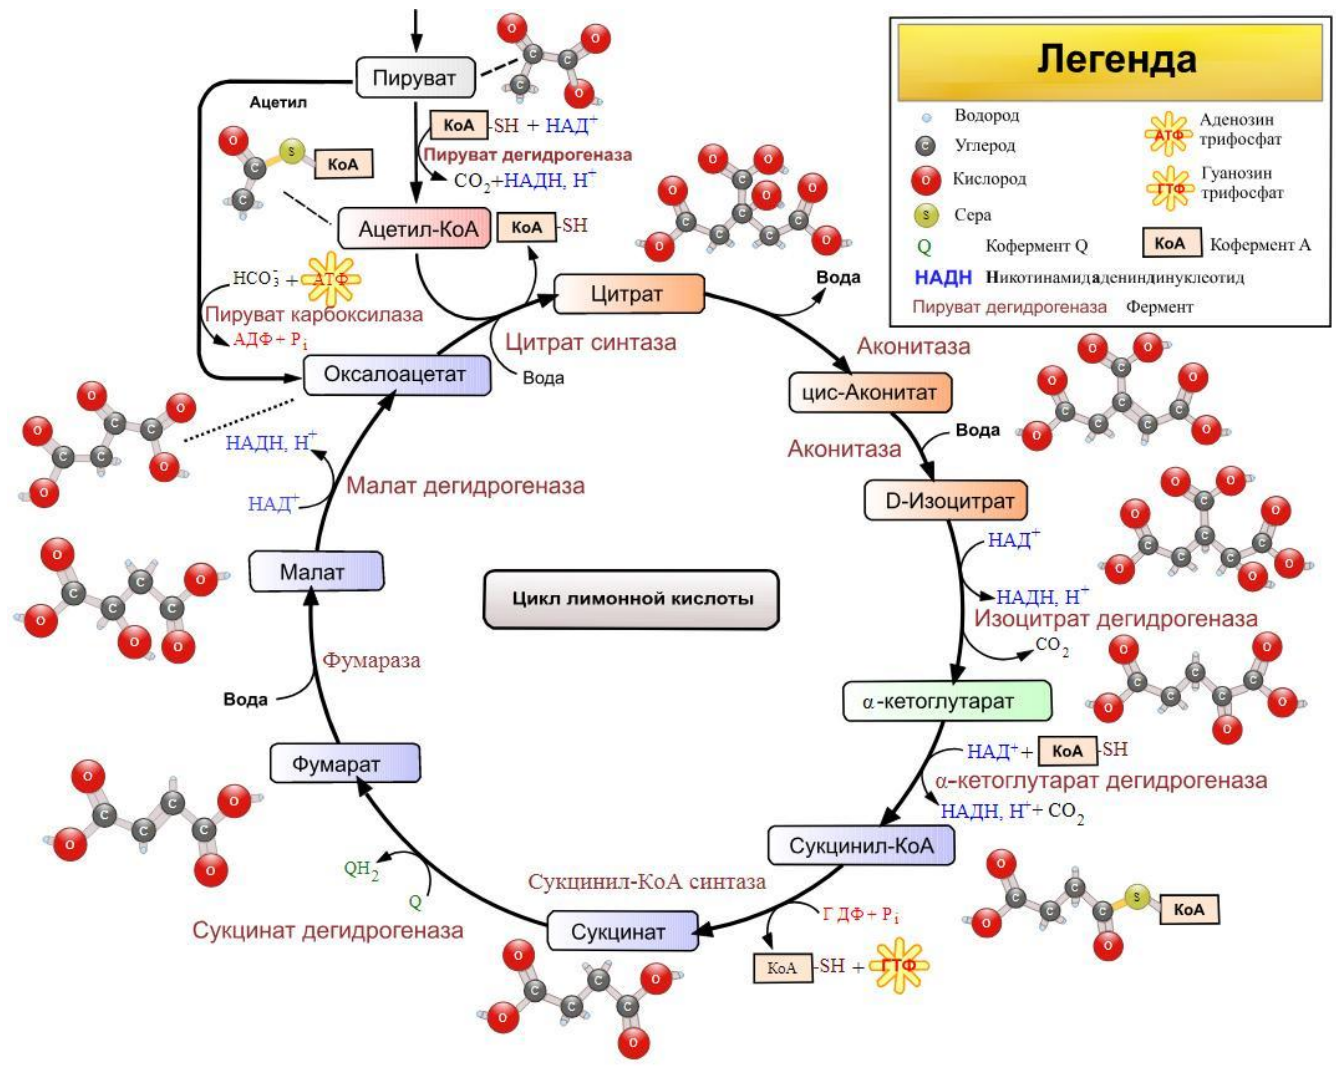 Легенда
Водород
Углерод
Кислород
Сера
Q Кофермент Q
НАДН Никотинамидадениндинуклеотид
Пируват дегидрогеназа Фермент
АТФ Аденозин
трифосфат
ГТФ Гуанозин
трифосфат
КоА Кофермент А
Пируват
Ацетил
КоА
КоА-SH + НАД⁺
Пируват дегидрогеназа
CO₂+НАДН, Н⁺
Ацетил-КоА
КоА-SH
HCO₃⁻ + АТФ
Пируват карбоксилаза
АДФ + Pᵢ
Цитрат
Вода
Цитрат синтаза
Вода
Оксалоацетат
Аконитаза
цис-Аконитат
Вода
Аконитаза
D-Изоцитрат
НАД⁺
НАДН, Н⁺
Изоцитрат дегидрогеназа
CO₂
α-кетоглутарат
НАД⁺ + КоА-SH
α-кетоглутарат дегидрогеназа
НАДН, Н⁺+ CO₂
Сукцинил-КоА
КоА
Сукцинил-КоА синтаза
ГДФ + Pᵢ
КоА-SH + ГТФ
Сукцинат
QH₂
Q
Сукцинат дегидрогеназа
Фумарат
Вода
Фумараза
Малат
НАДН, Н⁺
НАД⁺
Малат дегидрогеназа
Цикл лимонной кислоты